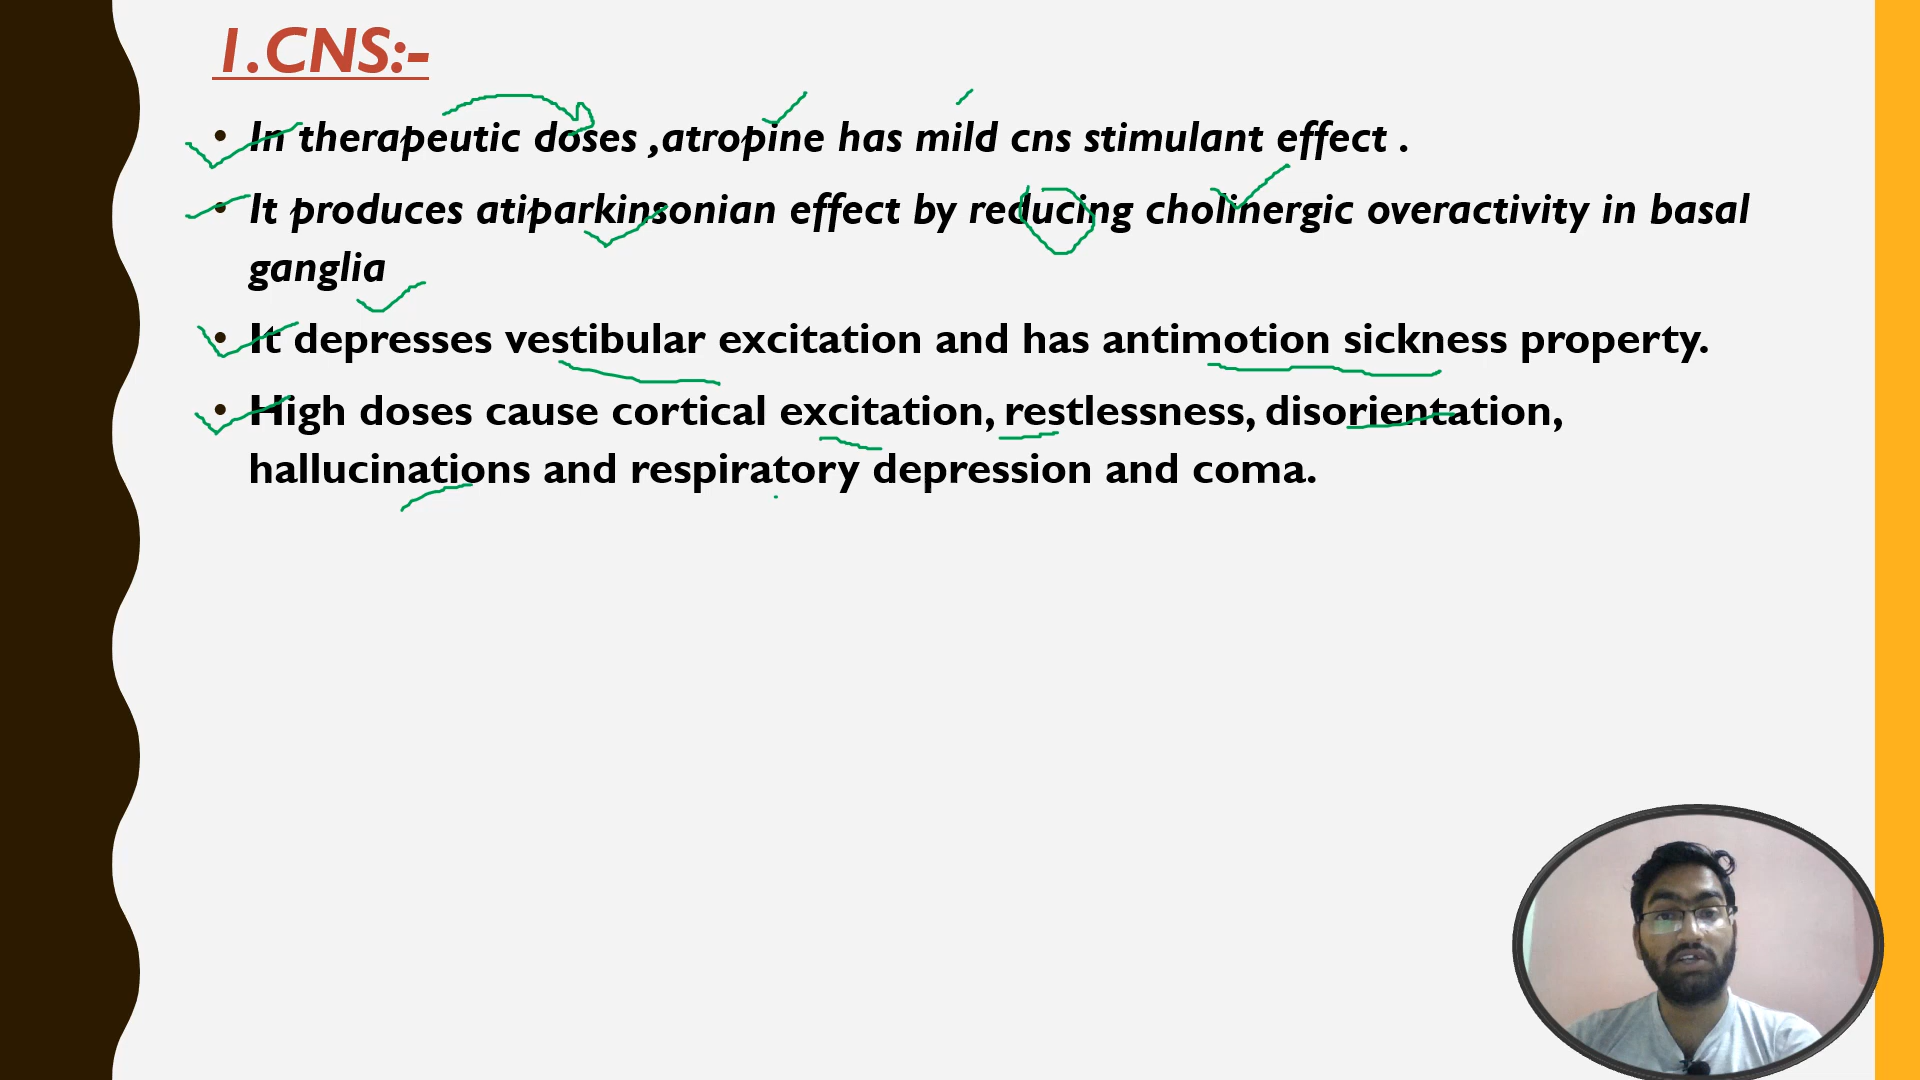 1.CNS:-
• In therapeutic doses ,atropine has mild cns stimulant effect .
• It produces atiparkinsonian effect by reducing cholinergic overactivity in basal
ganglia
• It depresses vestibular excitation and has antimotion sickness property.
• High doses cause cortical excitation, restlessness, disorientation,
hallucinations and respiratory depression and coma.